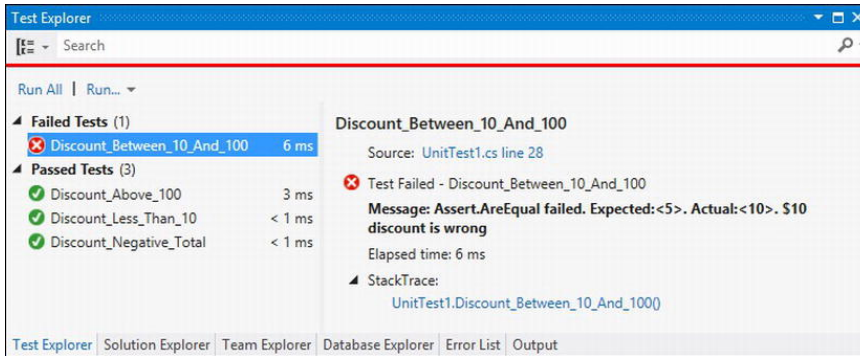 Test Explorer
Search
Run All | Run...
Failed Tests (1)
Discount_Between_10_And_100 6 ms
Passed Tests (3)
Discount_Above_100 3 ms
Discount_Less_Than_10 < 1 ms
Discount_Negative_Total < 1 ms
Discount_Between_10_And_100
Source: UnitTest1.cs line 28
Test Failed - Discount_Between_10_And_100
Message: Assert.AreEqual failed. Expected:<5>. Actual:<10>. $10
discount is wrong
Elapsed time: 6 ms
StackTrace:
UnitTest1.Discount_Between_10_And_100()
Test Explorer Solution Explorer Team Explorer Database Explorer Error List Output